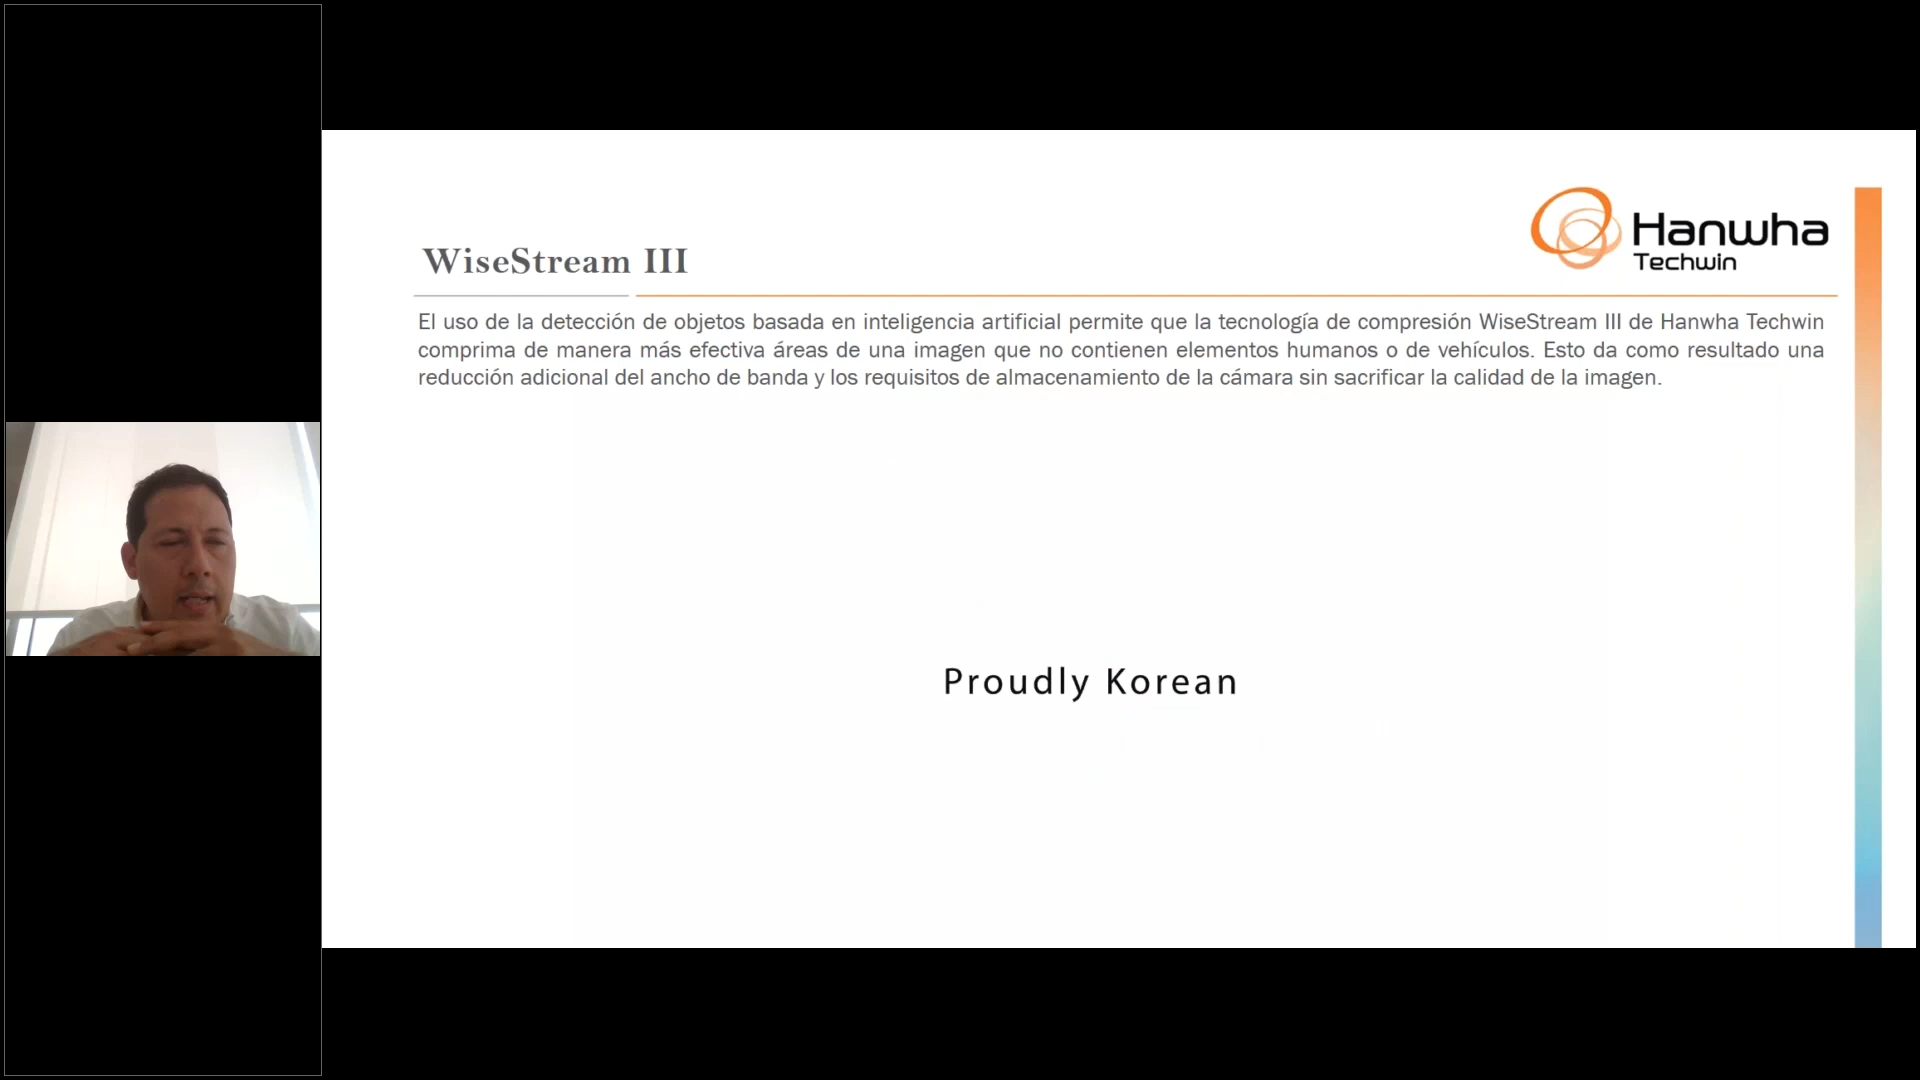 Hanwha
Techwin
WiseStream III
El uso de la detección de objetos basada en inteligencia artificial permite que la tecnología de compresión WiseStream III de Hanwha Techwin
comprima de manera más efectiva áreas de una imagen que no contienen elementos humanos o de vehículos. Esto da como resultado una
reducción adicional del ancho de banda y los requisitos de almacenamiento de la cámara sin sacrificar la calidad de la imagen.
Proudly Korean